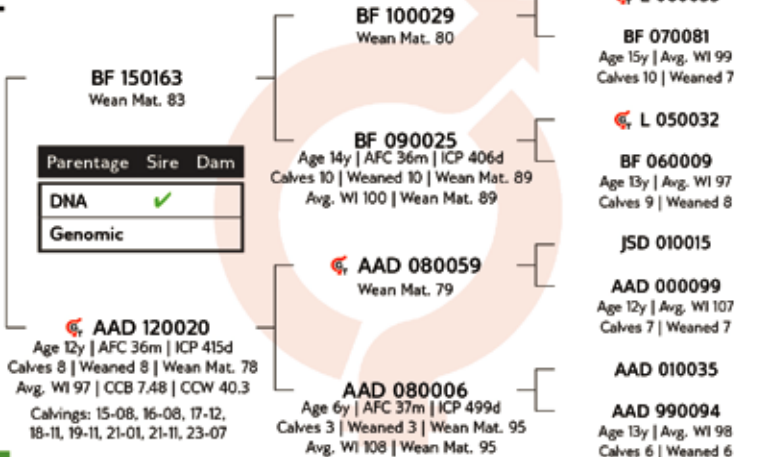 BF 100029
Wean Mat. 80
BF 070081
Age 15y | Avg. WI 99
Calves 10 | Weaned 7
BF 150163
Wean Mat. 83
L 050032
BF 090025
Age 14y | AFC 36m | ICP 406d
Calves 10 | Weaned 10 | Wean Mat. 89
Avg. WI 100 | Wean Mat. 89
BF 060009
Age 13y | Avg. WI 97
Calves 9 | Weaned 8
Parentage Sire Dam
DNA ✔
Genomic
JSD 010015
AAD 080059
Wean Mat. 79
AAD 000099
Age 12y | Avg. WI 107
Calves 7 | Weaned 7
AAD 120020
Age 12y | AFC 36m | ICP 415d
Calves 8 | Weaned 8 | Wean Mat. 78
Avg. WI 97 | CCB 7.48 | CCW 40.3
Calvings: 15-08, 16-08, 17-12,
18-11, 19-11, 21-01, 21-11, 23-07
AAD 010035
AAD 080006
Age 6y | AFC 37m | ICP 499d
Calves 3 | Weaned 3 | Wean Mat. 95
Avg. WI 108 | Wean Mat. 95
AAD 990094
Age 13y | Avg. WI 98
Calves 6 | Weaned 6